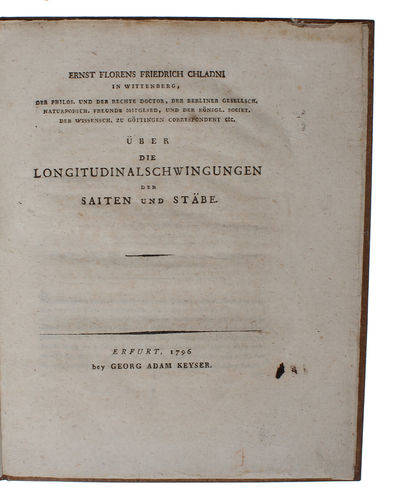 ERNST FLORENS FRIEDRICH CHLADNI
IN WITTENBERG,
DER PHILOS. UND DER RECHTE DOCTOR, DER BERLINER GESELLSCH.
NATURFORSCH. FREUNDE MITGLIED, UND DER KÖNIGL. SOCIET.
DER WISSENSCH. ZU GÖTTINGEN CORRESPONDENT &c.
ÜBER
DIE
LONGITUDINALSCHWINGUNGEN
DER
SAITEN UND STÄBE.
ERFURT, 1796
bey GEORG ADAM KEYSER.